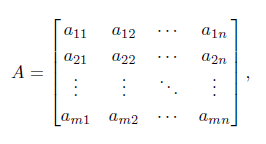 a₁₁ a₁₂ ⋯ a₁ₙ
a₂₁ a₂₂ ⋯ a₂ₙ
A = ⋮ ⋮ ⋱ ⋮ ,
aₘ₁ aₘ₂ ⋯ aₘₙ